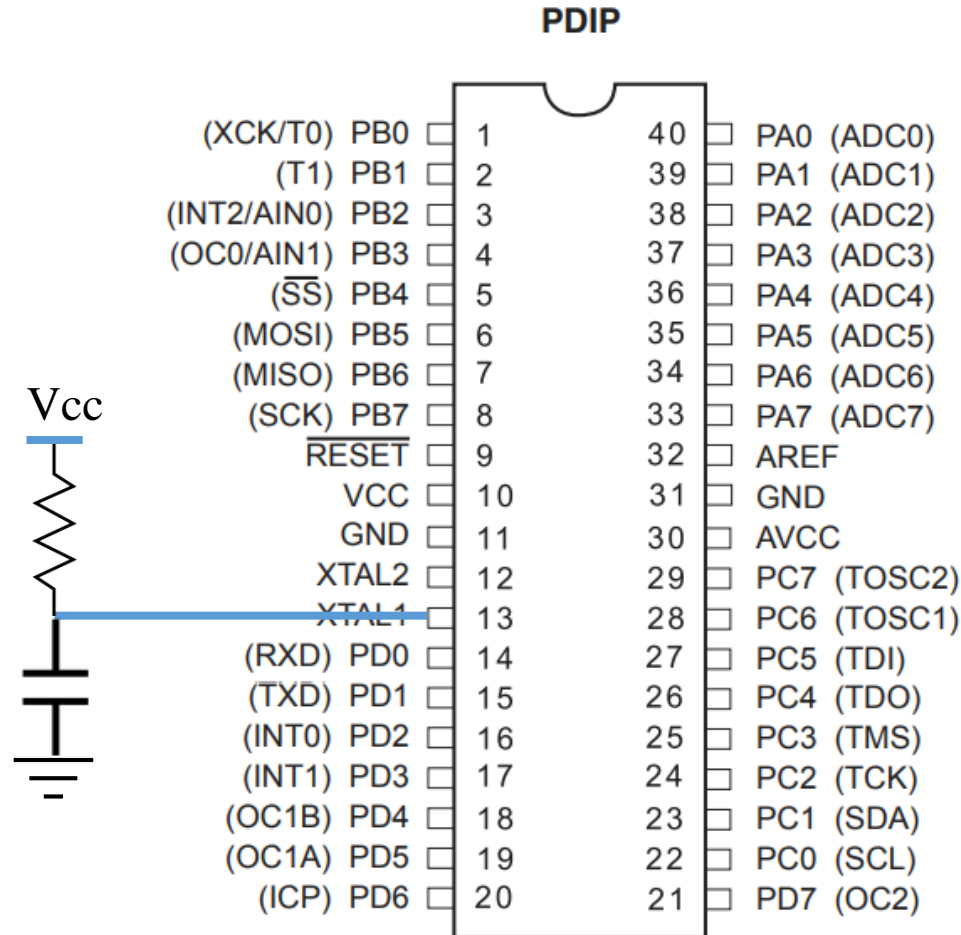 PDIP
(XCK/T0) PB0 1 40 PA0 (ADC0)
(T1) PB1 2 39 PA1 (ADC1)
(INT2/AIN0) PB2 3 38 PA2 (ADC2)
(OC0/AIN1) PB3 4 37 PA3 (ADC3)
(S̅S̅) PB4 5 36 PA4 (ADC4)
(MOSI) PB5 6 35 PA5 (ADC5)
(MISO) PB6 7 34 PA6 (ADC6)
Vcc
(SCK) PB7 8 33 PA7 (ADC7)
R̅E̅S̅E̅T̅ 9 32 AREF
VCC 10 31 GND
GND 11 30 AVCC
XTAL2 12 29 PC7 (TOSC2)
XTAL1 13 28 PC6 (TOSC1)
(RXD) PD0 14 27 PC5 (TDI)
(TXD) PD1 15 26 PC4 (TDO)
(INT0) PD2 16 25 PC3 (TMS)
(INT1) PD3 17 24 PC2 (TCK)
(OC1B) PD4 18 23 PC1 (SDA)
(OC1A) PD5 19 22 PC0 (SCL)
(ICP) PD6 20 21 PD7 (OC2)